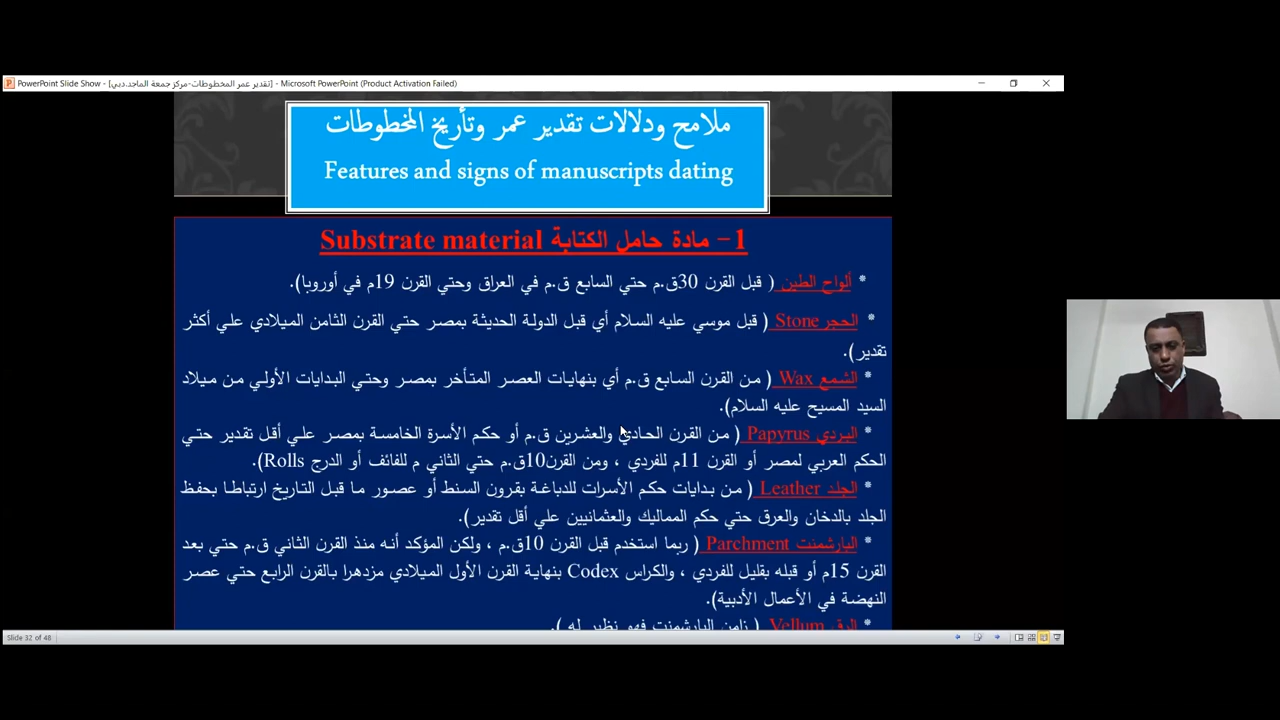 PowerPoint Slide Show - [تقدير عمر المخطوطات-مركز جمعة الماجد.دبي] - Microsoft PowerPoint (Product Activation Failed)
ملامح ودلالات تقدير عمر وتأريخ المخطوطات
Features and signs of manuscripts dating
1- مادة حامل الكتابة Substrate material
* ألواح الطين ( قبل القرن 30ق.م حتي السابع ق.م في العراق وحتي القرن 19م في أوروبا).
* الحجر Stone ( قبل موسي عليه السلام أي قبل الدولة الحديثة بمصر حتي القرن الثامن الميلادي علي أكثر
تقدير).
* الشمع Wax ( من القرن السابع ق.م أي بنهايات العصر المتأخر بمصر وحتي البدايات الأولي من ميلاد
السيد المسيح عليه السلام).
* البردي Papyrus ( من القرن الحادي والعشرين ق.م أو حكم الأسرة الخامسة بمصر علي أقل تقدير حتي
الحكم العربي لمصر أو القرن 11م للفردي ، ومن القرن10ق.م حتي الثاني م للفائف أو الدرج Rolls).
* الجلد Leather ( من بدايات حكم الأسرات للدباغة بقرون السنط أو عصور ما قبل التاريخ ارتباطا بحفظ
الجلد بالدخان والعرق حتي حكم المماليك والعثمانيين علي أقل تقدير).
* البارشمنت Parchment ( ربما استخدم قبل القرن 10ق.م ، ولكن المؤكد أنه منذ القرن الثاني ق.م حتي بعد
القرن 15م أو قبله بقليل للفردي ، والكراس Codex بنهاية القرن الأول الميلادي مزدهرا بالقرن الرابع حتي عصر
النهضة في الأعمال الأدبية).
* الرق Vellum ( زامن البارشمنت فهو نظير له ).
Slide 32 of 48